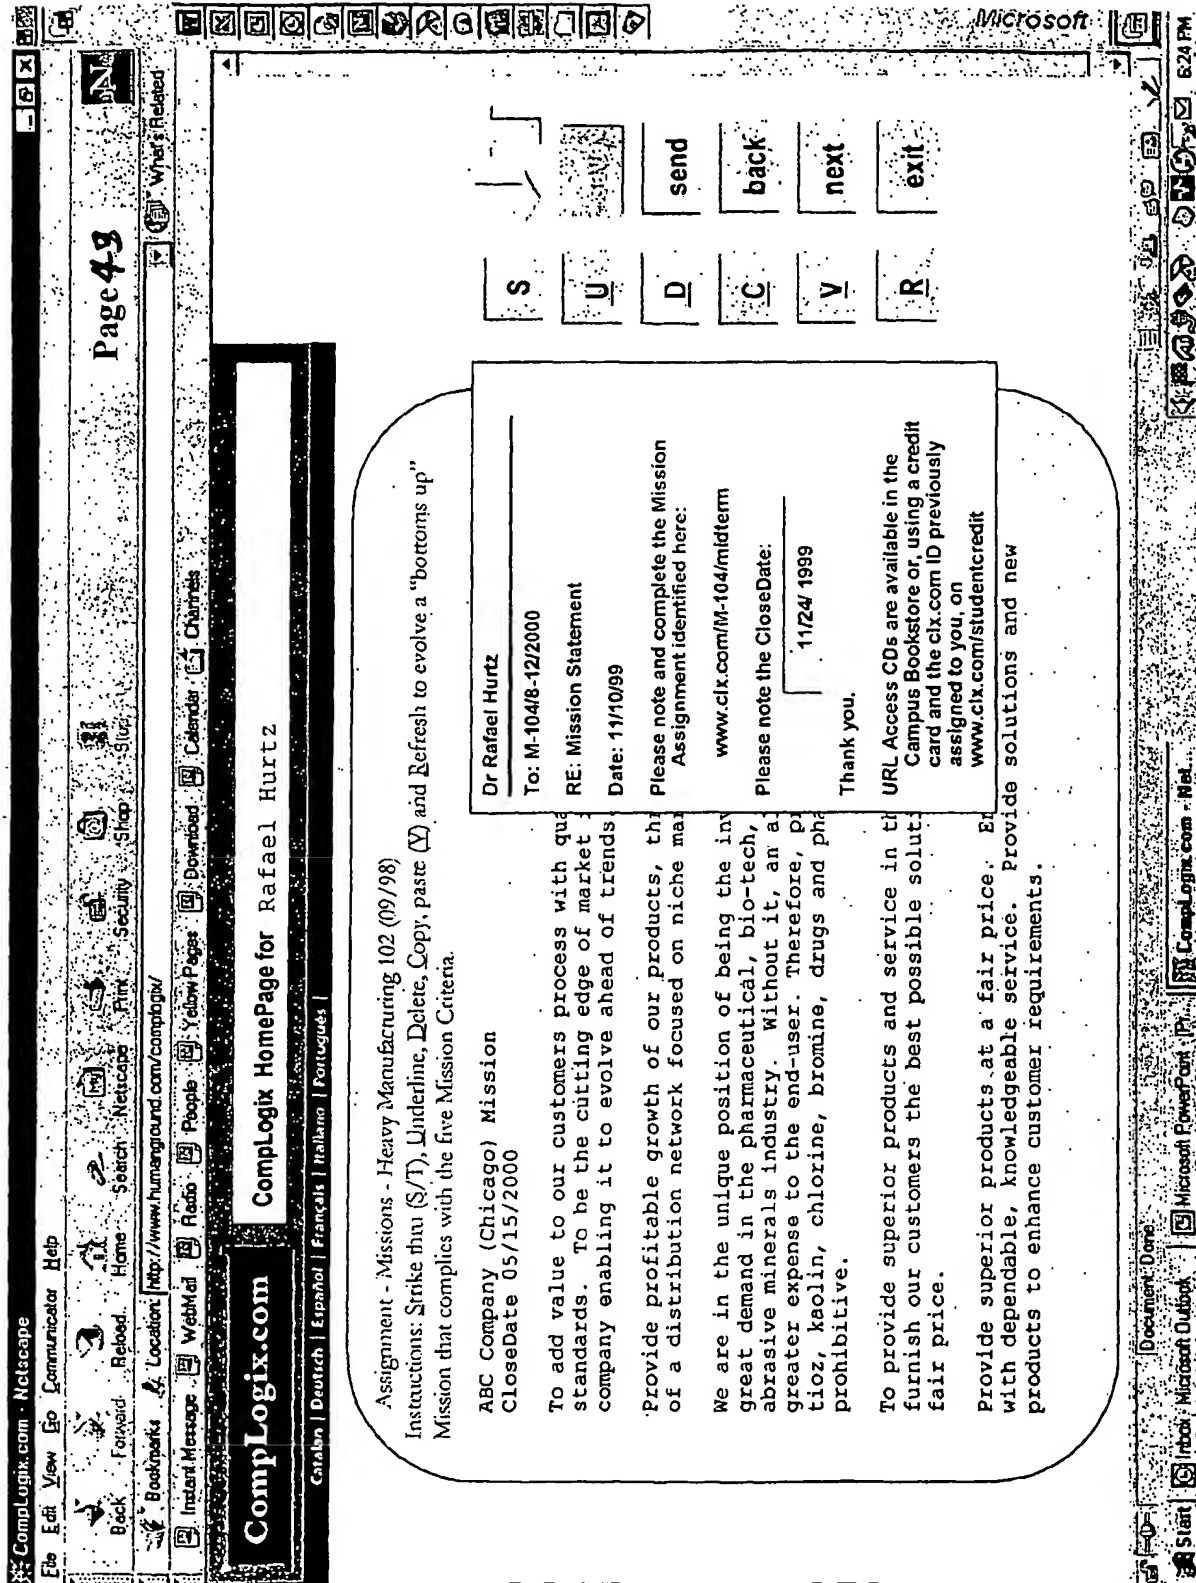 CompLogix.com - Netscape
File Edit View Go Communicator Help
Back Forward Reload Home Search Netscape Print Security Shop Stop
Page 43
Bookmarks Location: http://www.humanground.com/complogix/ What's Related
Instant Message WebMail Radio People Yellow Pages Download Calendar Channels
CompLogix.com CompLogix HomePage for Rafael Hurtz
Catalan | Deutsch | Español | Français | Italiano | Português |
Assignment - Missions - Heavy Manufacturing 102 (09/98)
Instructions: Strike thru (S/T), Underline, Delete, Copy, paste (V) and Refresh to evolve a "bottoms up"
Mission that complies with the five Mission Criteria.
ABC Company (Chicago) Mission
CloseDate 05/15/2000
To add value to our customers process with qua
standards. To be the cutting edge of market i
company enabling it to evolve ahead of trends.
Provide profitable growth of our products, thr
of a distribution network focused on niche mar
We are in the unique position of being the inv
great demand in the pharmaceutical, bio-tech,
abrasive minerals industry. Without it, an al
greater expense to the end-user. Therefore, pr
tioz, kaolin, chlorine, bromine, drugs and pha
prohibitive.
To provide superior products and service in th
furnish our customers the best possible soluti
fair price.
Provide superior products at a fair price. En
with dependable, knowledgeable service. Provide solutions and new
products to enhance customer requirements.
Dr Rafael Hurtz
To: M-104/8-12/2000
RE: Mission Statement
Date: 11/10/99
Please note and complete the Mission
Assignment identified here:
www.clx.com/M-104/midterm
Please note the CloseDate:
11/24/ 1999
Thank you.
URL Access CDs are available in the
Campus Bookstore or, using a credit
card and the clx.com ID previously
assigned to you, on
www.clx.com/studentcredit
S
U
D send
C back
V next
R exit
Microsoft
Document: Done
Start Inbox - Microsoft Outlook Microsoft PowerPoint - [Pr... CompLogix.com - Net... 6:24 PM